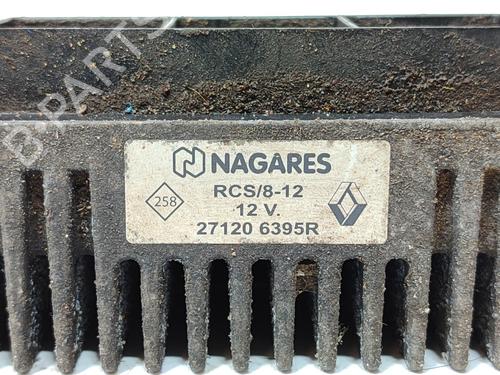 B-PARTS
NAGARES
RCS/8-12
258
12 V.
27120 6395R